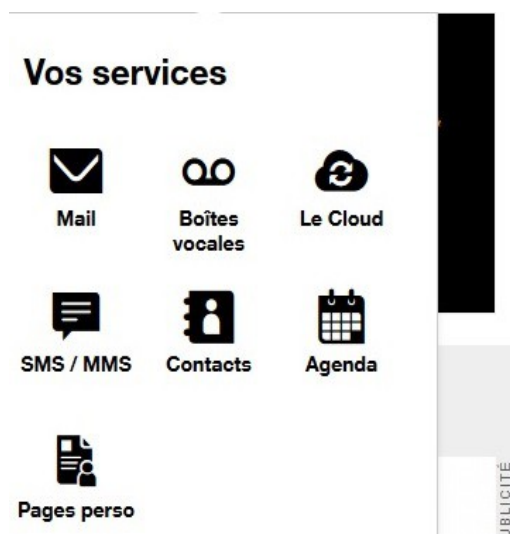 Vos services
Mail
Boîtes
vocales
Le Cloud
SMS / MMS
Contacts
Agenda
Pages perso